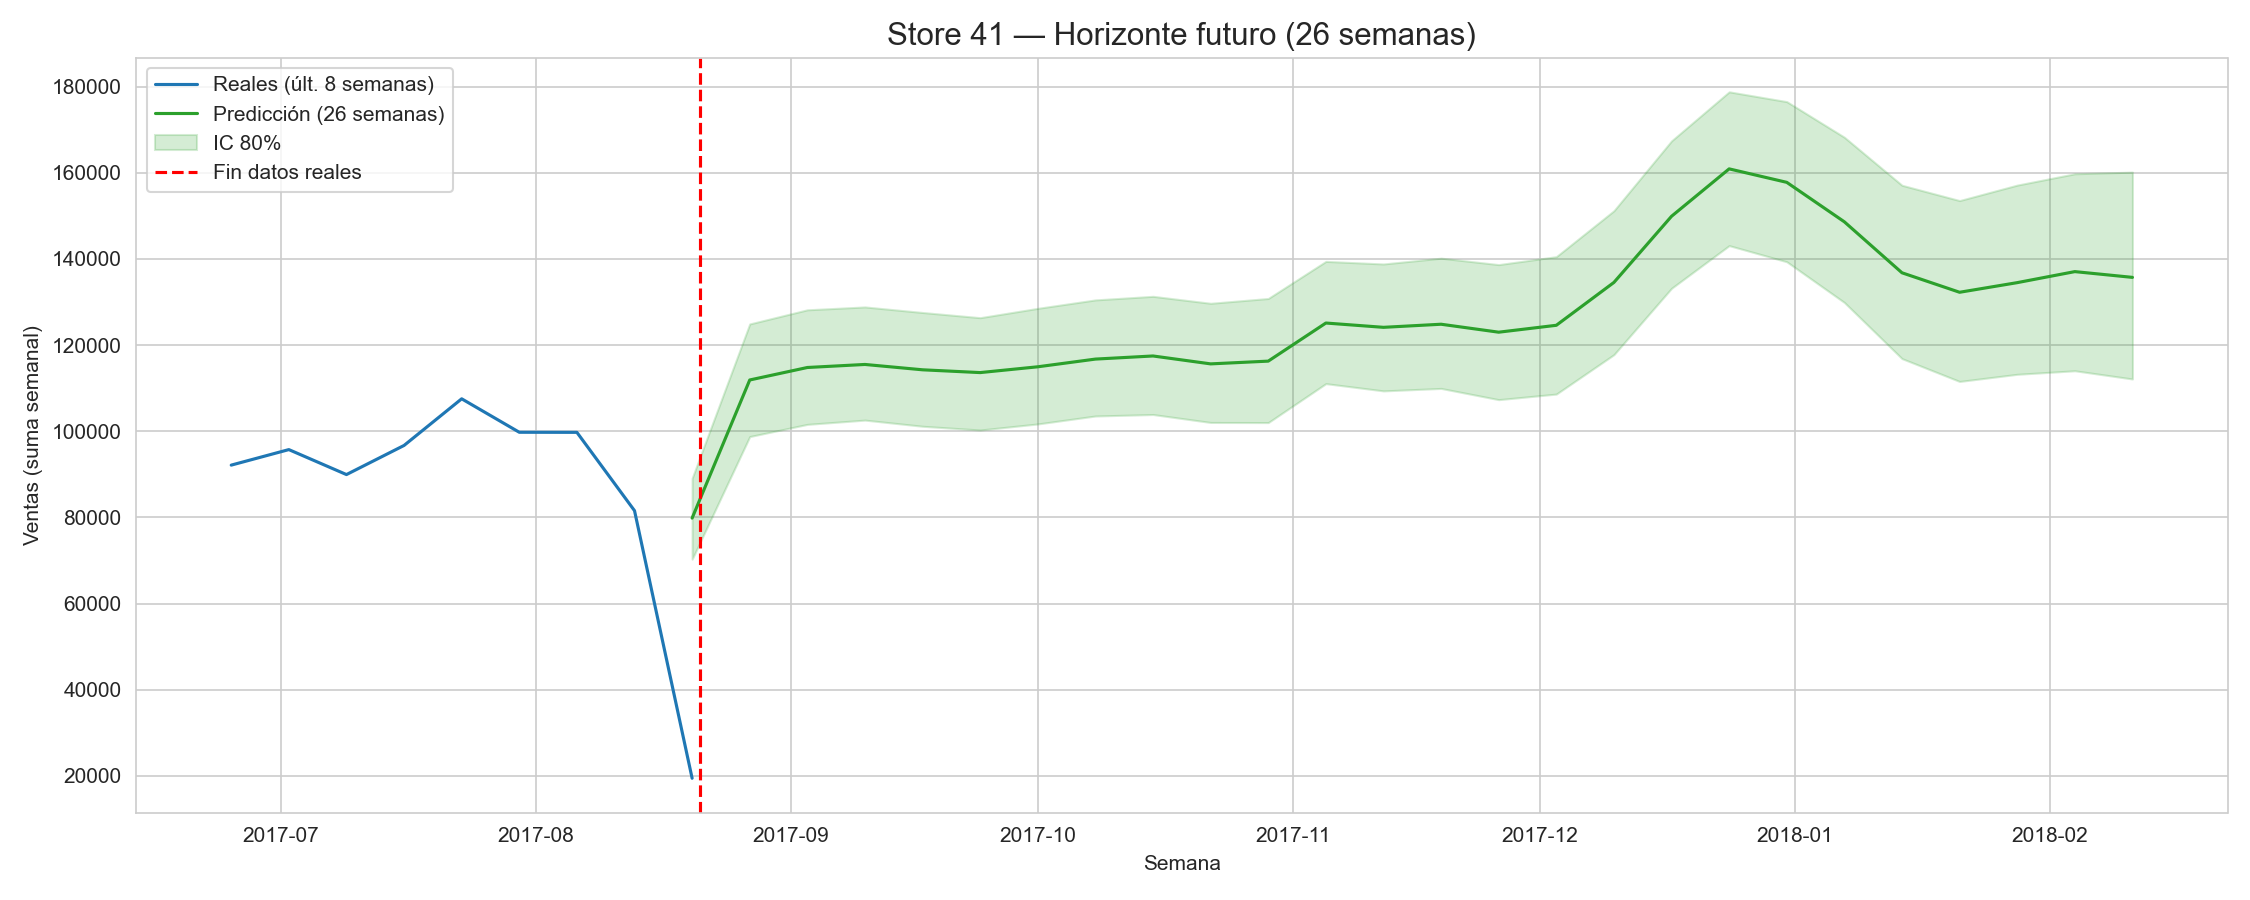 Store 41 — Horizonte futuro (26 semanas)
Reales (últ. 8 semanas)
Predicción (26 semanas)
IC 80%
Fin datos reales
Ventas (suma semanal)
180000
160000
140000
120000
100000
80000
60000
40000
20000
2017-07 2017-08 2017-09 2017-10 2017-11 2017-12 2018-01 2018-02
Semana